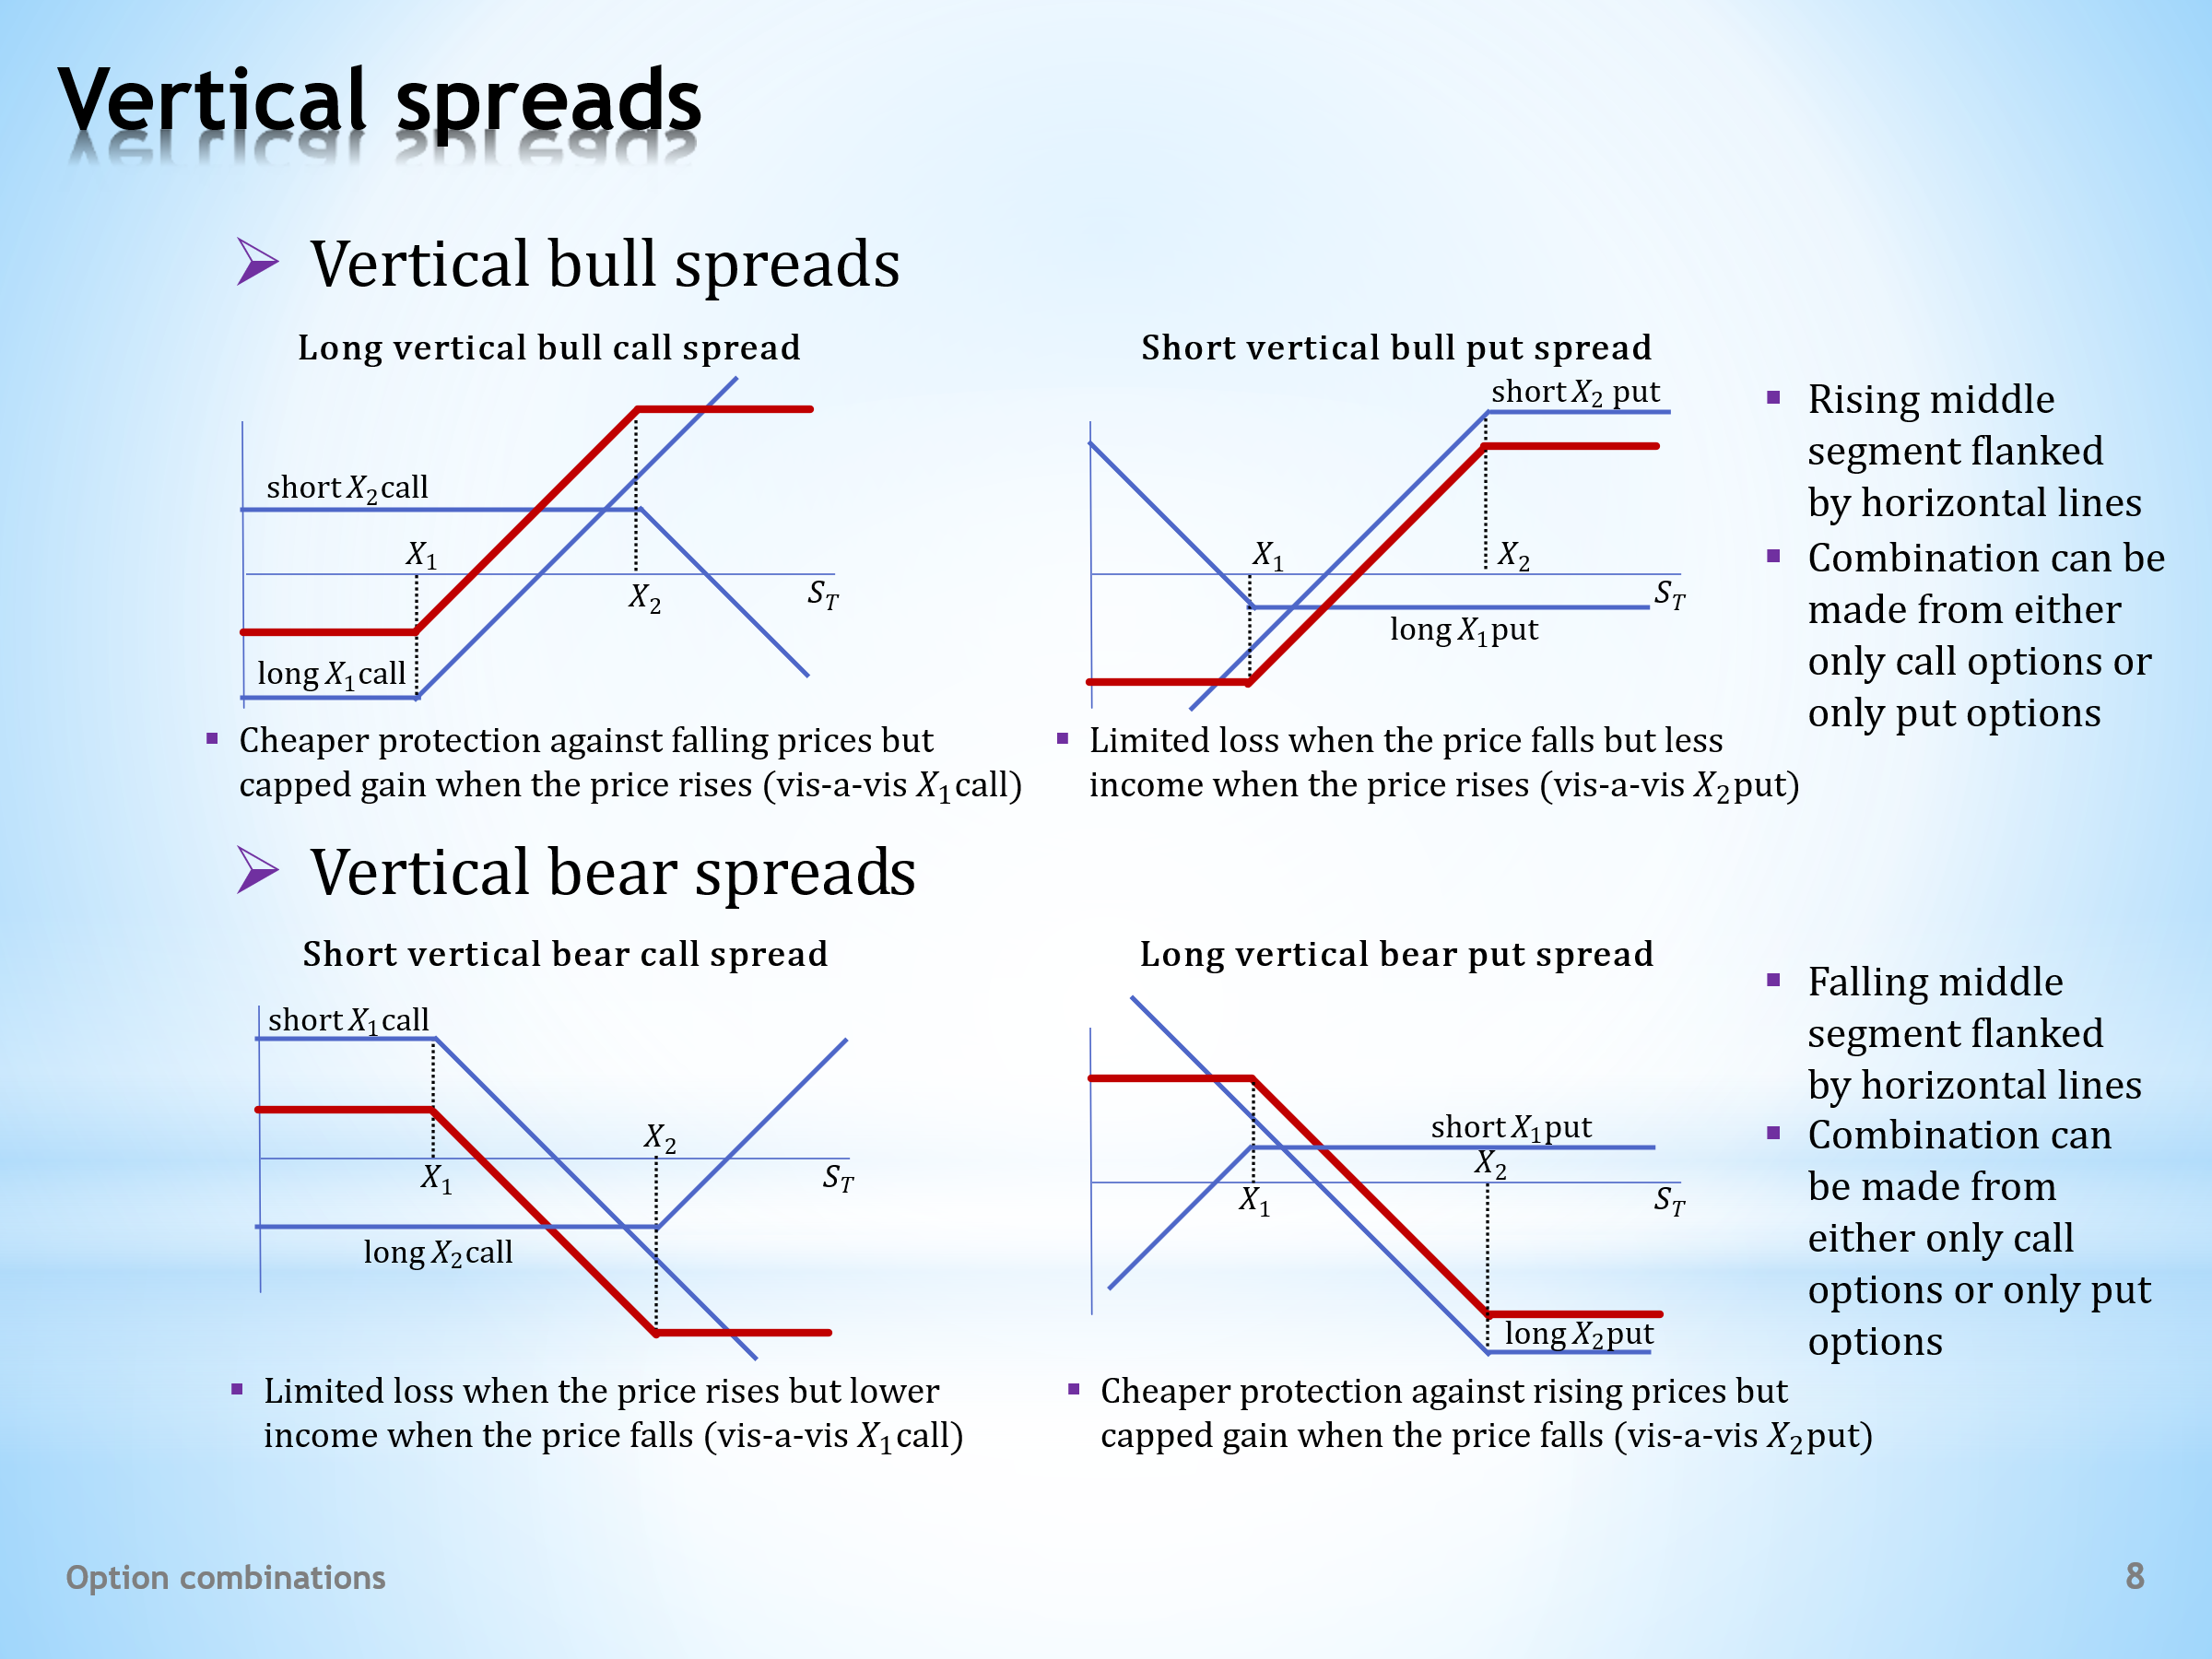 Vertical spreads
Vertical bull spreads
Long vertical bull call spread
short X₂ call
X₁
X₂
S_T
long X₁ call
Cheaper protection against falling prices but
capped gain when the price rises (vis-a-vis X₁ call)
Short vertical bull put spread
short X₂ put
X₁
X₂
S_T
long X₁ put
Limited loss when the price falls but less
income when the price rises (vis-a-vis X₂ put)
Rising middle
segment flanked
by horizontal lines
Combination can be
made from either
only call options or
only put options
Vertical bear spreads
Short vertical bear call spread
short X₁ call
X₂
X₁
S_T
long X₂ call
Limited loss when the price rises but lower
income when the price falls (vis-a-vis X₁ call)
Long vertical bear put spread
short X₁ put
X₂
X₁
S_T
long X₂ put
Cheaper protection against rising prices but
capped gain when the price falls (vis-a-vis X₂ put)
Falling middle
segment flanked
by horizontal lines
Combination can
be made from
either only call
options or only put
options
Option combinations
8